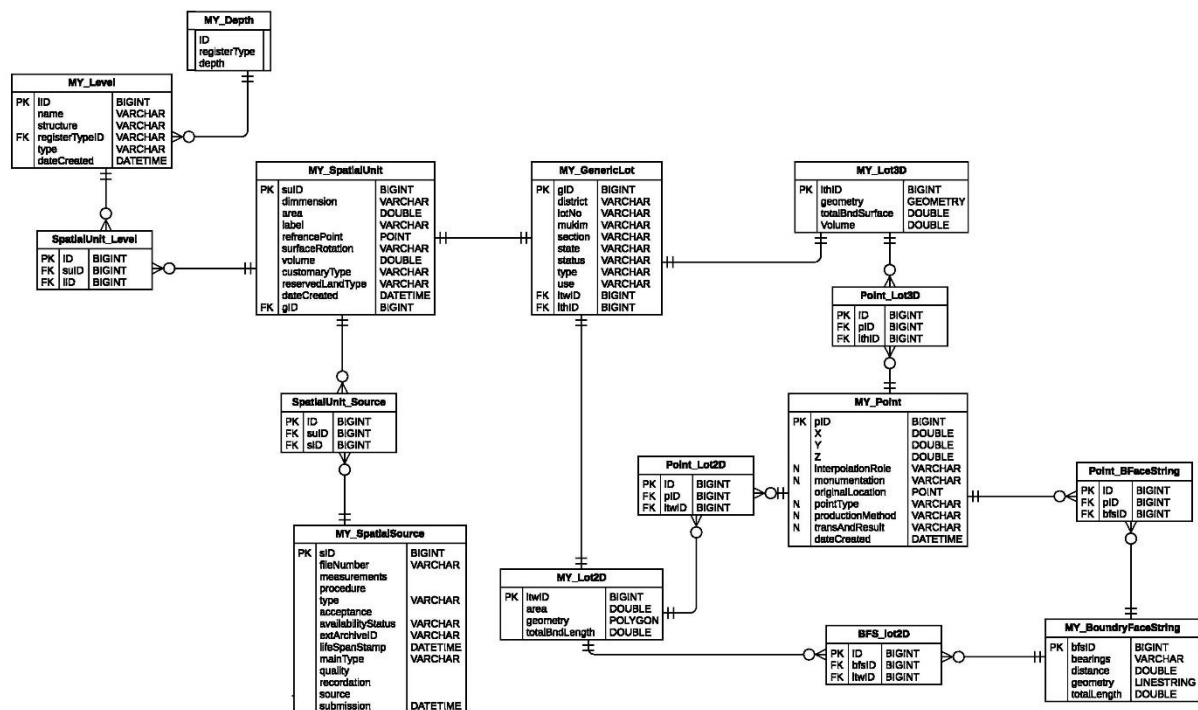 MY_Depth
ID
registerType
depth
MY_Level
PK lID BIGINT
name VARCHAR
structure VARCHAR
FK registerTypeID VARCHAR
type VARCHAR
dateCreated DATETIME
MY_SpatialUnit
PK suID BIGINT
dimmension VARCHAR
area DOUBLE
label VARCHAR
refrencePoint POINT
surfaceRotation VARCHAR
volume DOUBLE
customaryType VARCHAR
reservedLandType VARCHAR
dateCreated DATETIME
FK gID BIGINT
MY_GenericLot
PK gID BIGINT
district VARCHAR
lotNo VARCHAR
mukim VARCHAR
section VARCHAR
state VARCHAR
status VARCHAR
type VARCHAR
use VARCHAR
FK ltwID BIGINT
FK lthID BIGINT
MY_Lot3D
PK lthID BIGINT
geometry GEOMETRY
totalBndSurface DOUBLE
Volume DOUBLE
SpatialUnit_Level
PK ID BIGINT
FK suID BIGINT
FK lID BIGINT
Point_Lot3D
PK ID BIGINT
FK pID BIGINT
FK lthID BIGINT
SpatialUnit_Source
PK ID BIGINT
FK suID BIGINT
FK sID BIGINT
MY_Point
PK pID BIGINT
X DOUBLE
Y DOUBLE
Z DOUBLE
N InterpolationRole VARCHAR
N monumentation VARCHAR
originalLocation POINT
N pointType VARCHAR
N productionMethod VARCHAR
N transAndResult VARCHAR
dateCreated DATETIME
Point_Lot2D
PK ID BIGINT
FK pID BIGINT
FK ltwID BIGINT
Point_BFaceString
PK ID BIGINT
FK pID BIGINT
FK bfsID BIGINT
MY_SpatialSource
PK sID BIGINT
fileNumber VARCHAR
measurements
procedure
type VARCHAR
acceptance
availabilityStatus VARCHAR
extArchiveID VARCHAR
lifeSpanStamp DATETIME
mainType VARCHAR
quality
recordation
source
submission DATETIME
MY_Lot2D
PK ltwID BIGINT
area DOUBLE
geometry POLYGON
totalBndLength DOUBLE
BFS_lot2D
PK ID BIGINT
FK bfsID BIGINT
FK ltwID BIGINT
MY_BoundryFaceString
PK bfsID BIGINT
bearings VARCHAR
distance DOUBLE
geometry LINESTRING
totalLength DOUBLE